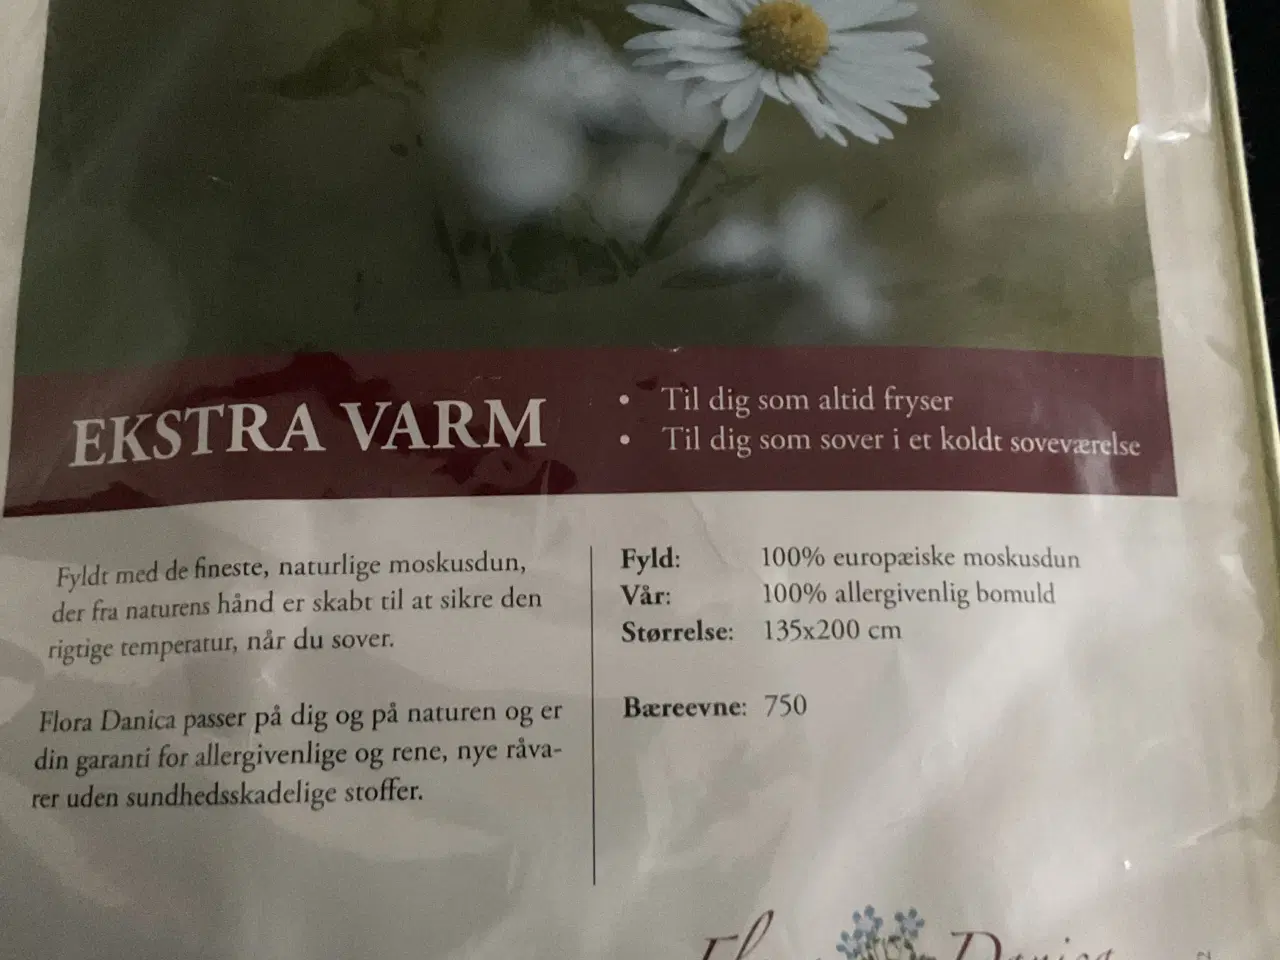 EKSTRA VARM
• Til dig som altid fryser
• Til dig som sover i et koldt soveværelse
Fyldt med de fineste, naturlige moskusdun,
der fra naturens hånd er skabt til at sikre den
rigtige temperatur, når du sover.
Flora Danica passer på dig og på naturen og er
din garanti for allergivenlige og rene, nye råva-
rer uden sundhedsskadelige stoffer.
Fyld: 100% europæiske moskusdun
Vår: 100% allergivenlig bomuld
Størrelse: 135x200 cm
Bæreevne: 750
Danica